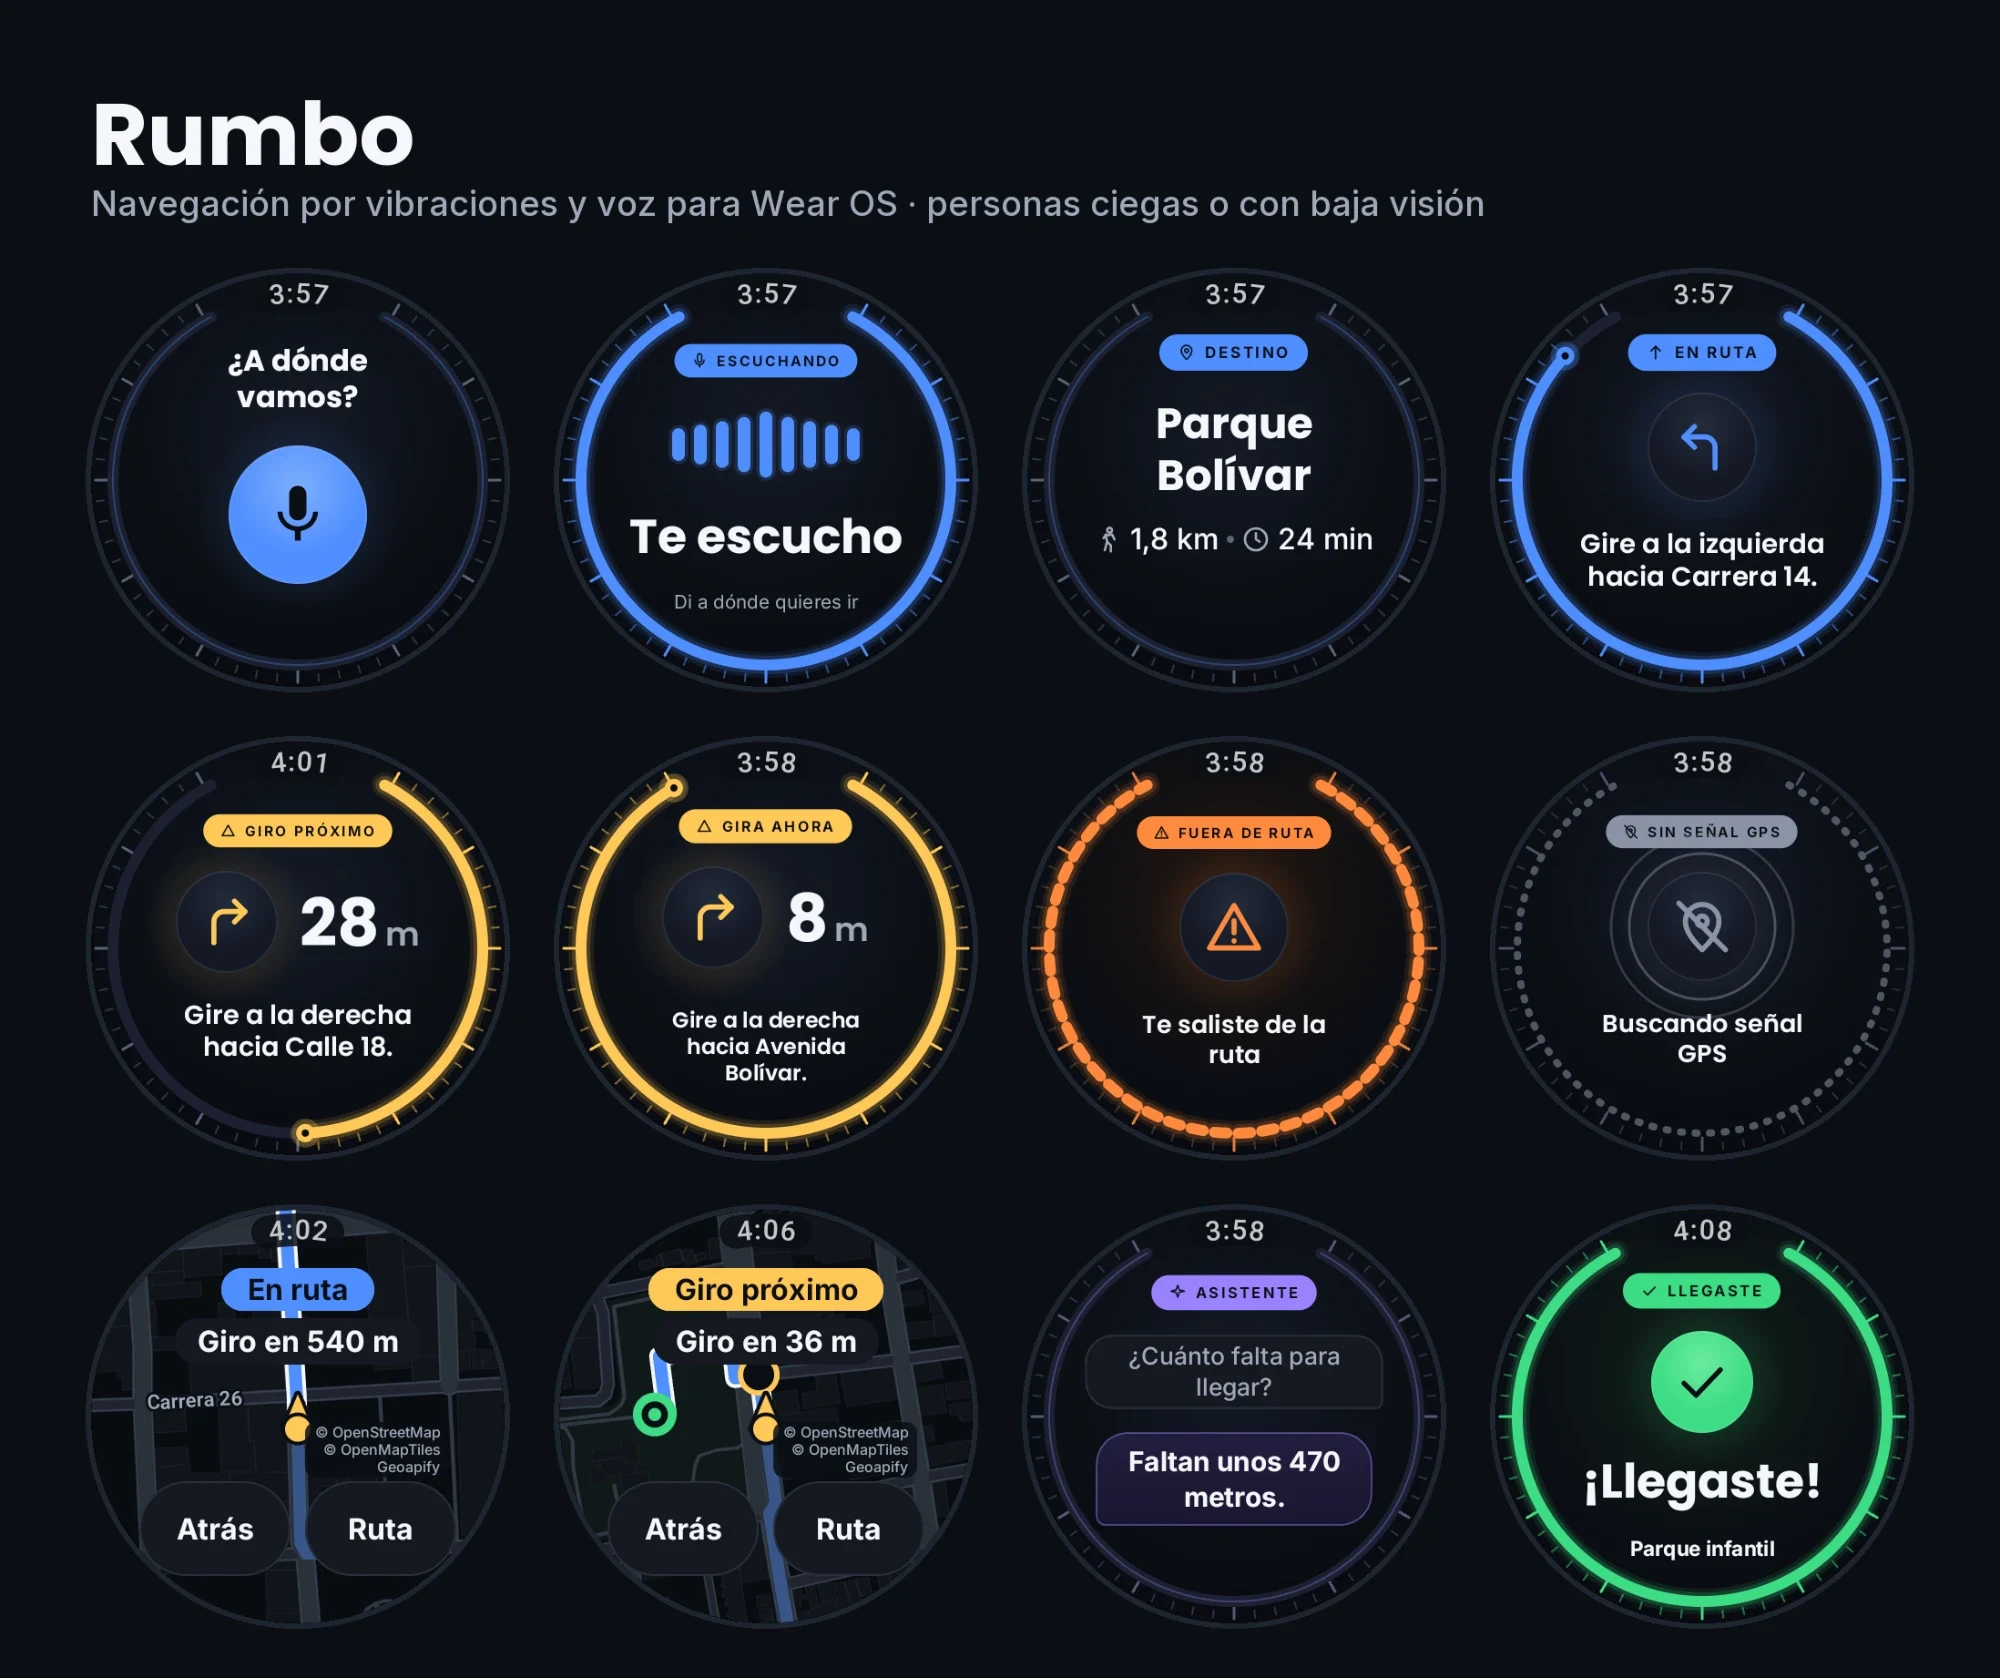 Rumbo
Navegación por vibraciones y voz para Wear OS · personas ciegas o con baja visión
3:57
¿A dónde
vamos?
3:57
ESCUCHANDO
Te escucho
Di a dónde quieres ir
3:57
DESTINO
Parque
Bolívar
1,8 km • 24 min
3:57
EN RUTA
Gire a la izquierda
hacia Carrera 14.
4:01
GIRO PRÓXIMO
28 m
Gire a la derecha
hacia Calle 18.
3:58
GIRA AHORA
8 m
Gire a la derecha
hacia Avenida
Bolívar.
3:58
FUERA DE RUTA
Te saliste de la
ruta
3:58
SIN SEÑAL GPS
Buscando señal
GPS
4:02
En ruta
Giro en 540 m
Carrera 26
© OpenStreetMap
© OpenMapTiles
Geoapify
Atrás
Ruta
4:06
Giro próximo
Giro en 36 m
© OpenStreetMap
© OpenMapTiles
Geoapify
Atrás
Ruta
3:58
ASISTENTE
¿Cuánto falta para
llegar?
Faltan unos 470
metros.
4:08
LLEGASTE
¡Llegaste!
Parque infantil